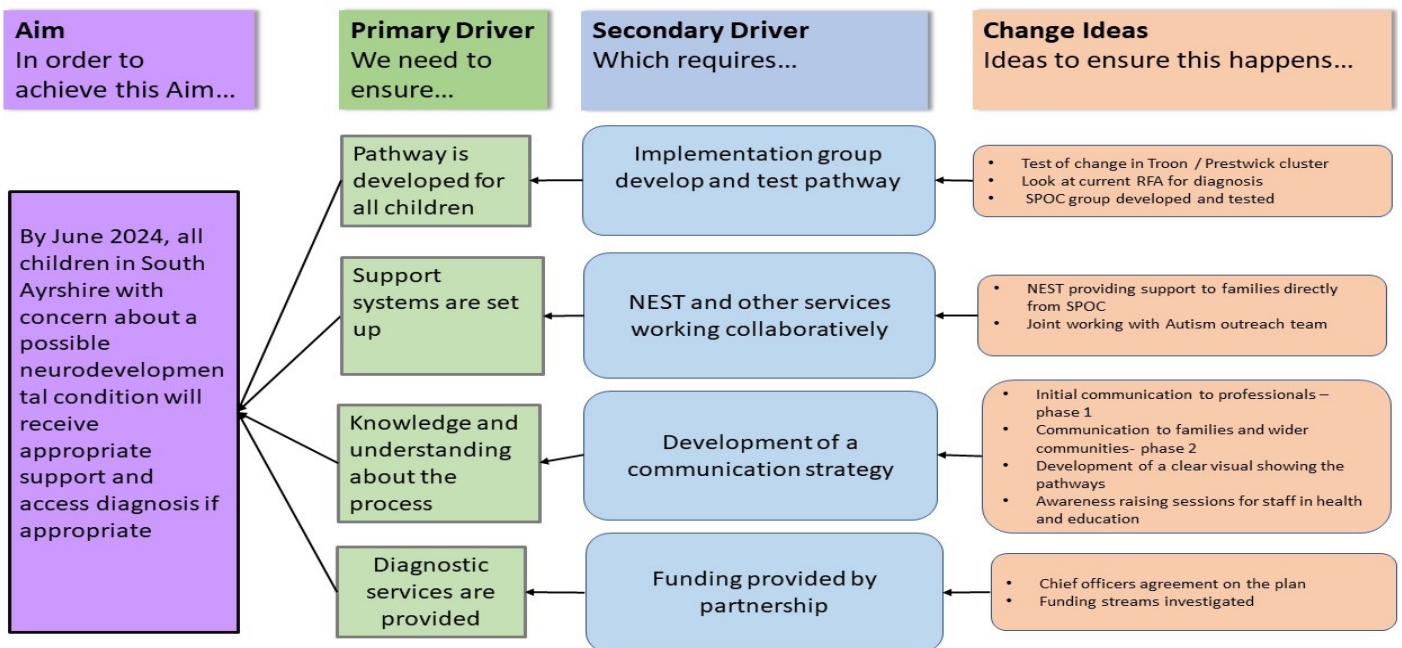 Aim
In order to
achieve this Aim...
Primary Driver
We need to
ensure...
Secondary Driver
Which requires...
Change Ideas
Ideas to ensure this happens...
By June 2024, all
children in South
Ayrshire with
concern about a
possible
neurodevelopmen
tal condition will
receive
appropriate
support and
access diagnosis if
appropriate
Pathway is
developed for
all children
Implementation group
develop and test pathway
• Test of change in Troon / Prestwick cluster
• Look at current RFA for diagnosis
• SPOC group developed and tested
Support
systems are set
up
NEST and other services
working collaboratively
• NEST providing support to families directly
from SPOC
• Joint working with Autism outreach team
Knowledge and
understanding
about the
process
Development of a
communication strategy
• Initial communication to professionals –
phase 1
• Communication to families and wider
communities- phase 2
• Development of a clear visual showing the
pathways
• Awareness raising sessions for staff in health
and education
Diagnostic
services are
provided
Funding provided by
partnership
• Chief officers agreement on the plan
• Funding streams investigated